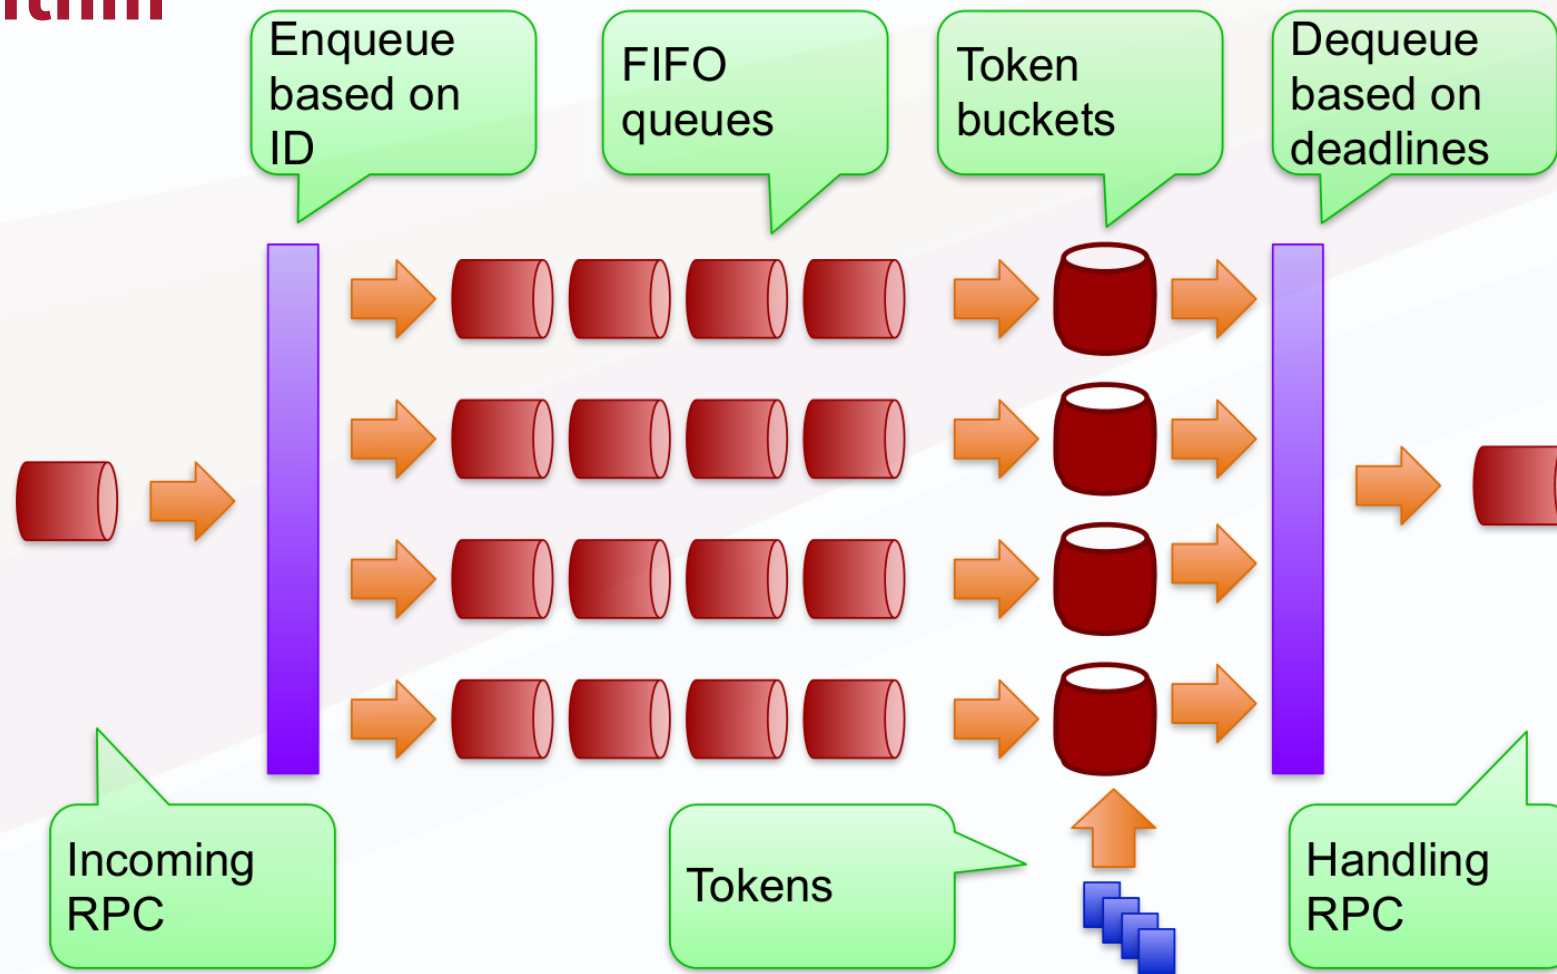 Enqueue
based on
ID
FIFO
queues
Token
buckets
Dequeue
based on
deadlines
Incoming
RPC
Tokens
Handling
RPC